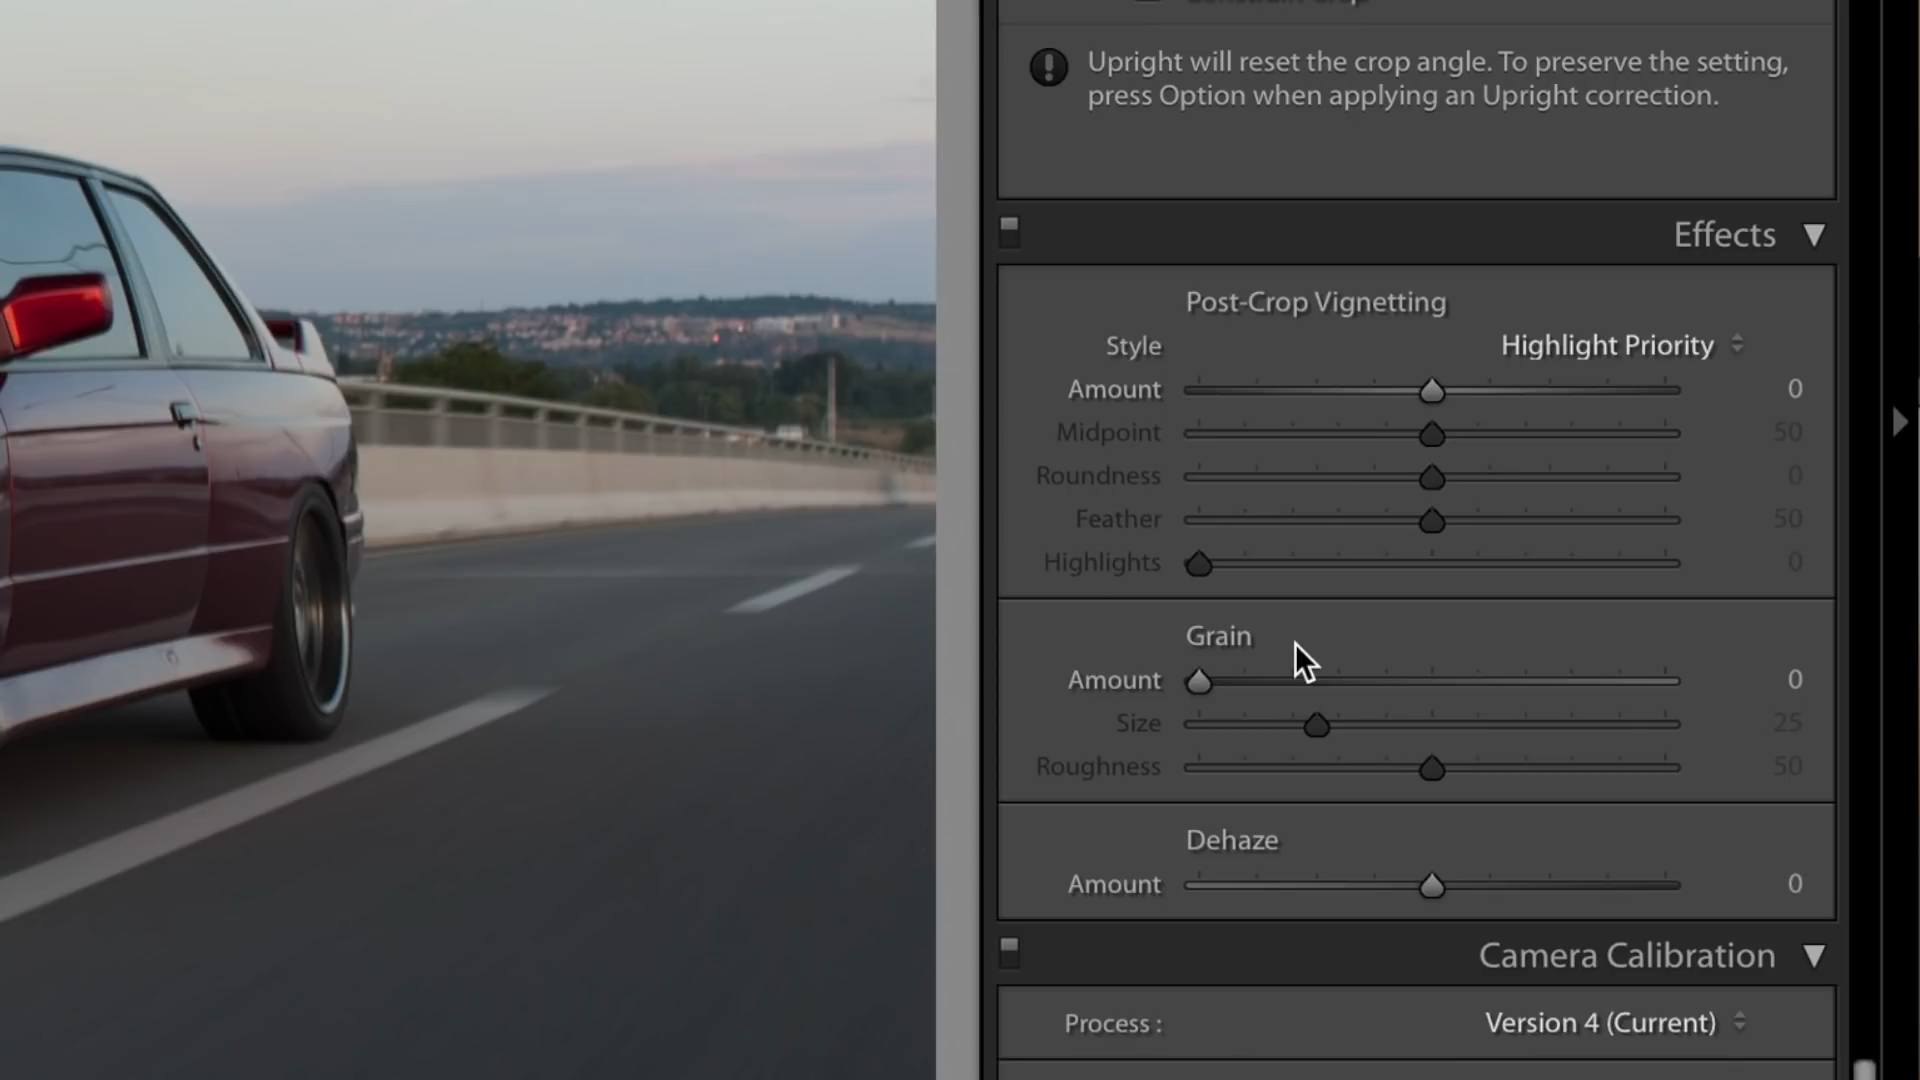 Upright will reset the crop angle. To preserve the setting,
press Option when applying an Upright correction.
Effects
Post-Crop Vignetting
Style Highlight Priority
Amount 0
Midpoint 50
Roundness 0
Feather 50
Highlights 0
Grain
Amount 0
Size 25
Roughness 50
Dehaze
Amount 0
Camera Calibration
Process : Version 4 (Current)